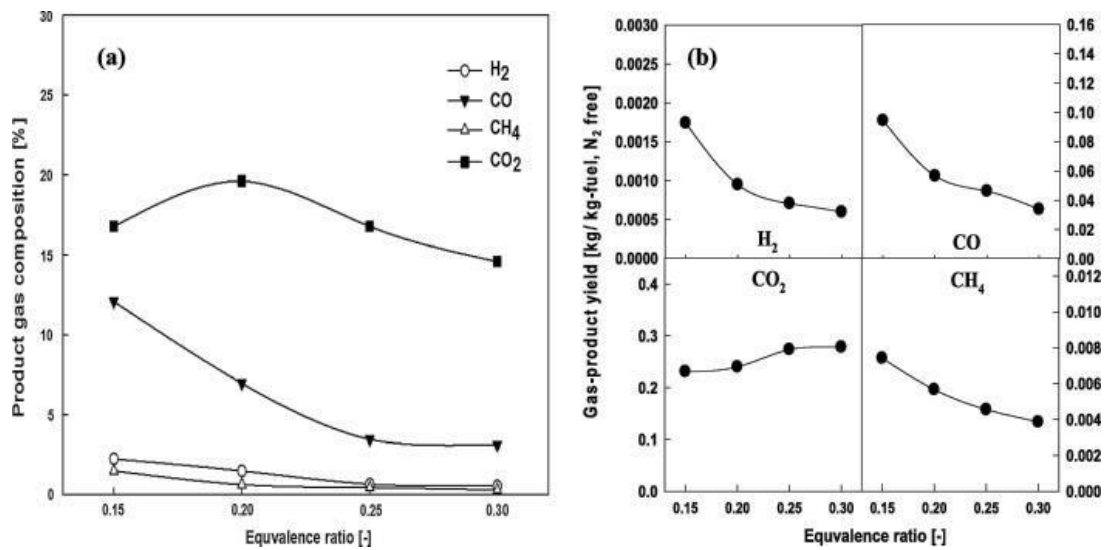 (a)
H2
CO
CH4
CO2
30
25
20
15
10
5
0
0.15 0.20 0.25 0.30
Product gas composition [%]
Equvalence ratio [-]
(b)
Gas-product yield [kg/ kg-fuel, N2 free]
0.0030
0.0025
0.0020
0.0015
0.0010
0.0005
0.0000
H2
0.16
0.14
0.12
0.10
0.08
0.06
0.04
0.02
0.00
CO
CO2
0.4
0.3
0.2
0.1
0.0
CH4
0.012
0.010
0.008
0.006
0.004
0.002
0.000
0.15 0.20 0.25 0.30 0.15 0.20 0.25 0.30
Equvalence ratio [-]